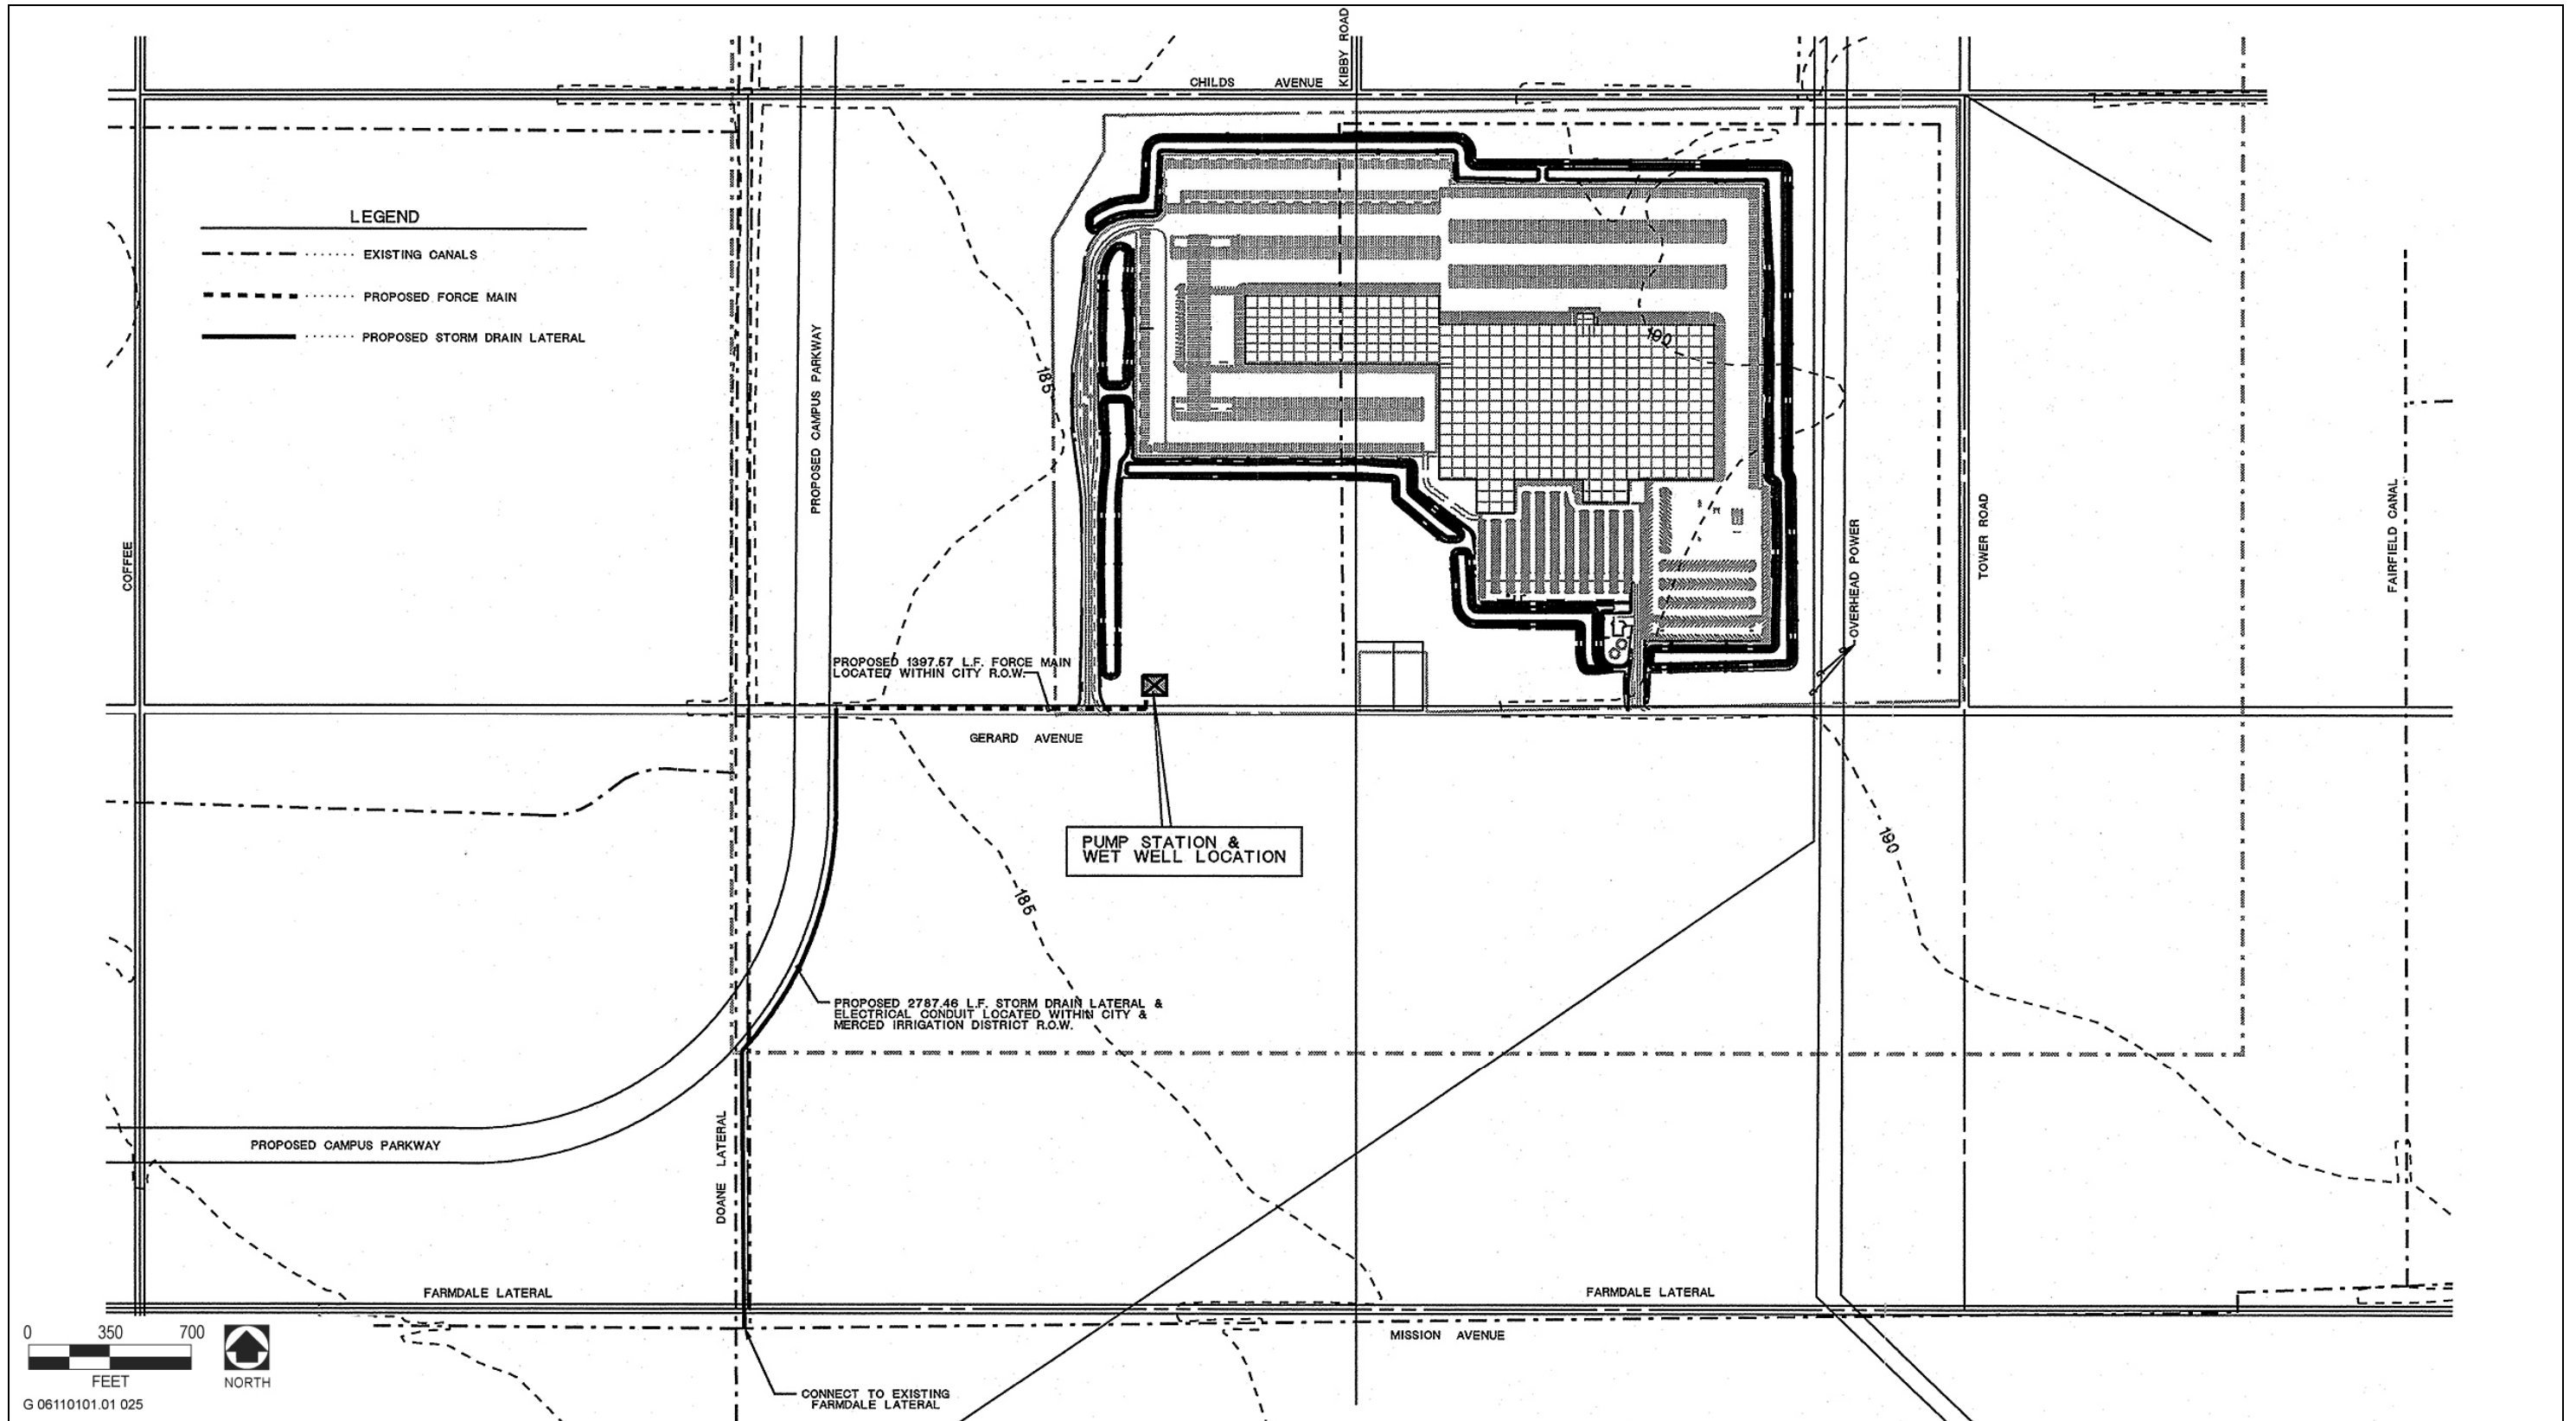 KIBBY ROAD
CHILDS AVENUE
LEGEND
EXISTING CANALS
PROPOSED FORCE MAIN
PROPOSED STORM DRAIN LATERAL
PROPOSED CAMPUS PARKWAY
185
190
COFFEE
OVERHEAD POWER
TOWER ROAD
FAIRFIELD CANAL
PROPOSED 1397.57 L.F. FORCE MAIN
LOCATED WITHIN CITY R.O.W.
GERARD AVENUE
PUMP STATION &
WET WELL LOCATION
185
190
PROPOSED 2787.46 L.F. STORM DRAIN LATERAL &
ELECTRICAL CONDUIT LOCATED WITHIN CITY &
MERCED IRRIGATION DISTRICT R.O.W.
PROPOSED CAMPUS PARKWAY
DOANE LATERAL
FARMDALE LATERAL
FARMDALE LATERAL
MISSION AVENUE
0 350 700
FEET
NORTH
CONNECT TO EXISTING
FARMDALE LATERAL
G 06110101.01 025